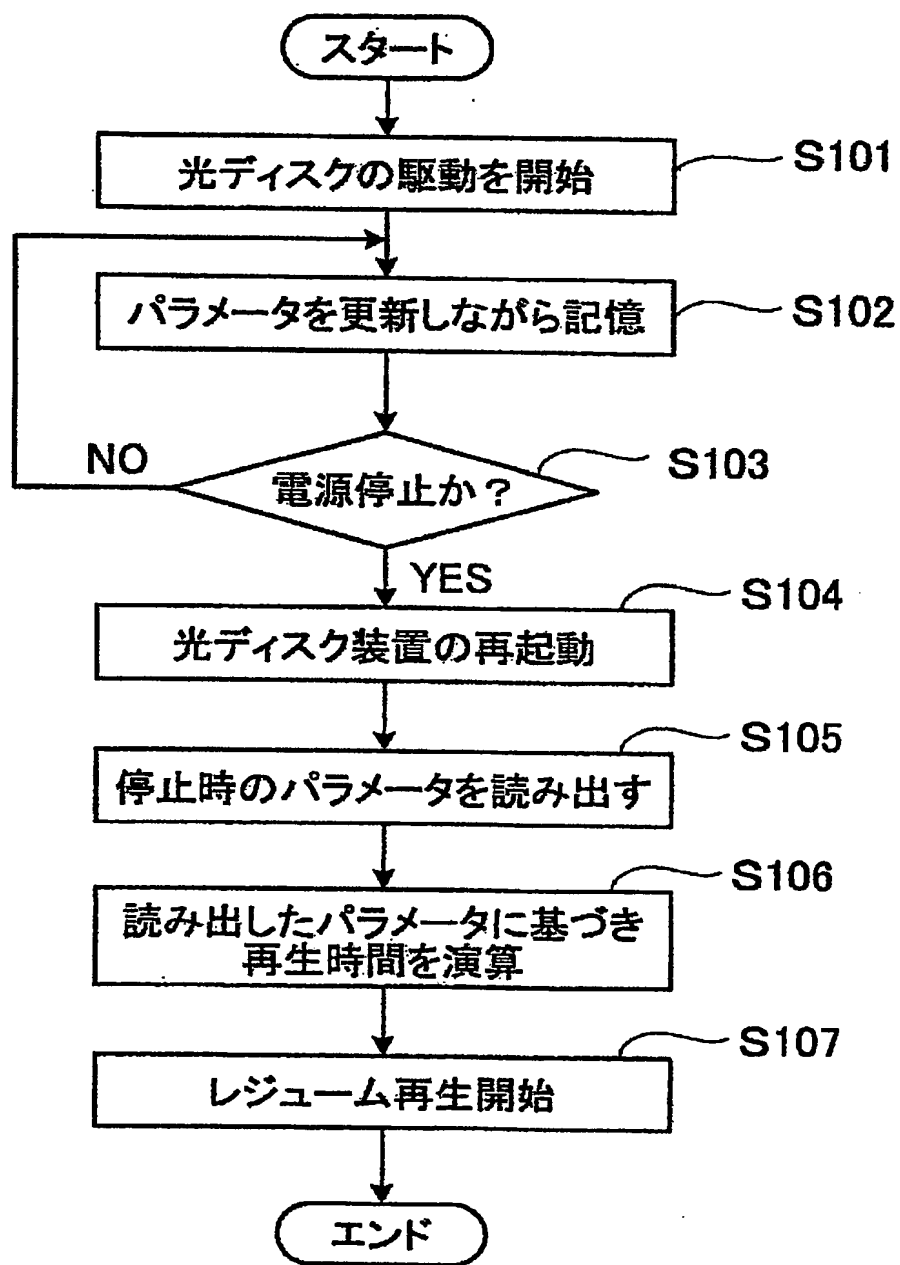 スタート
光ディスクの駆動を開始
S101
パラメータを更新しながら記憶
S102
NO
電源停止か？
S103
YES
光ディスク装置の再起動
S104
停止時のパラメータを読み出す
S105
読み出したパラメータに基づき
再生時間を演算
S106
レジューム再生開始
S107
エンド